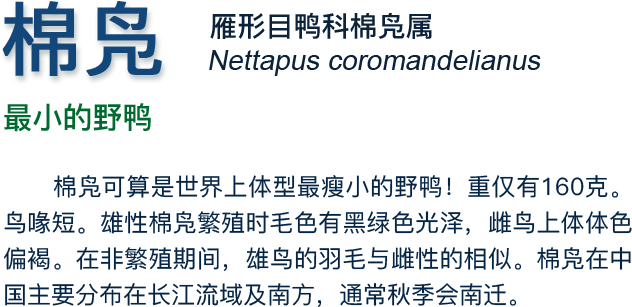 棉凫
雁形目鸭科棉凫属
Nettapus coromandelianus
最小的野鸭
棉凫可算是世界上体型最瘦小的野鸭！重仅有160克。
鸟喙短。雄性棉凫繁殖时毛色有黑绿色光泽，雌鸟上体体色
偏褐。在非繁殖期间，雄鸟的羽毛与雌性的相似。棉凫在中
国主要分布在长江流域及南方，通常秋季会南迁。